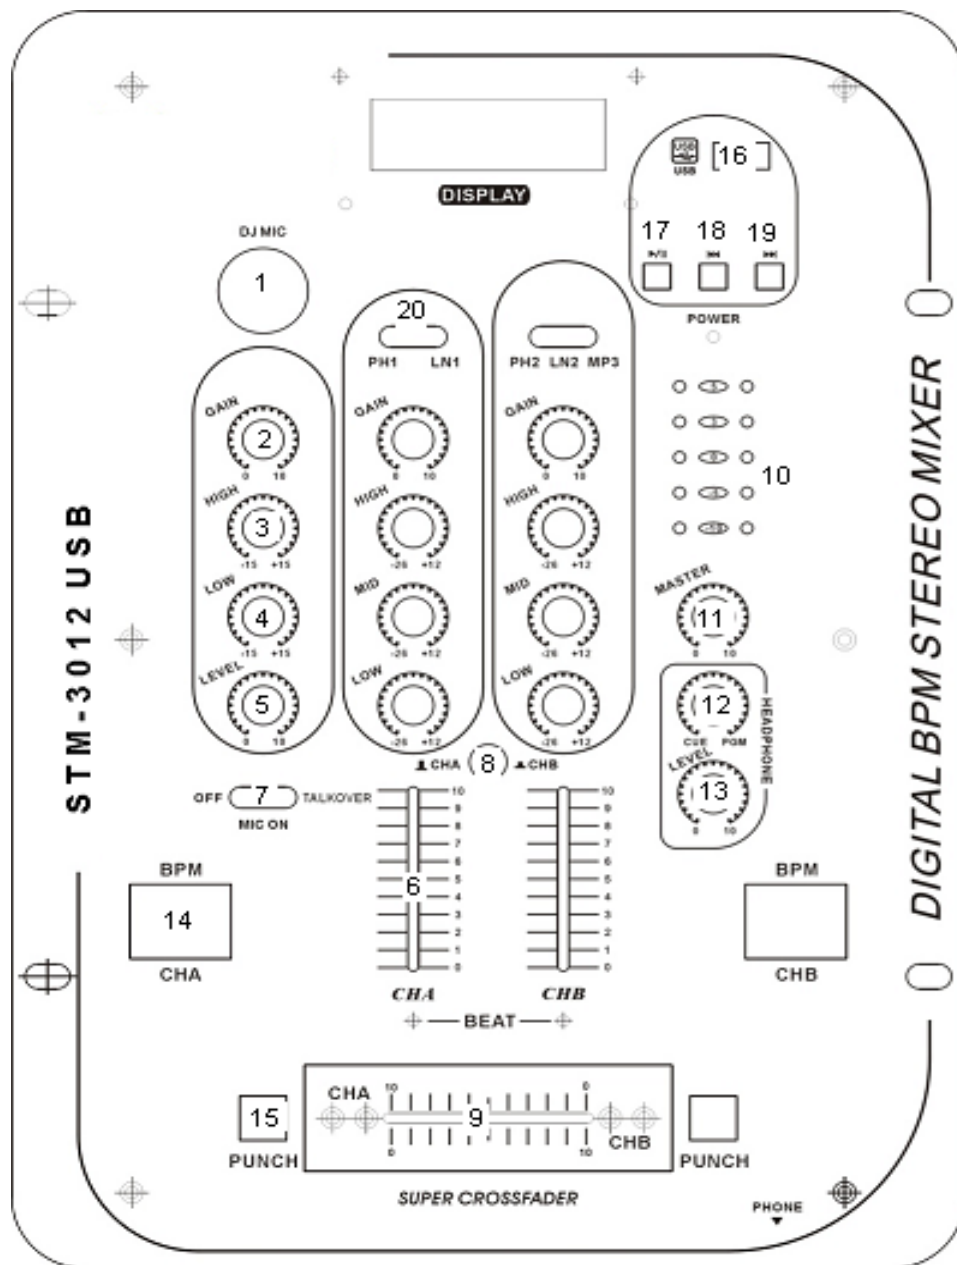 DISPLAY
USB
USB
16
17 18 19
POWER
DJ MIC
1
20
PH1 LN1
PH2 LN2 MP3
GAIN
2
0 10
GAIN
0 10
GAIN
0 10
HIGH
3
-15 +15
HIGH
-26 +12
HIGH
-26 +12
LOW
4
-15 +15
MID
-26 +12
MID
-26 +12
LEVEL
5
0 10
LOW
-26 +12
LOW
-26 +12
10
MASTER
11
0 10
12
CUE PGM
HEADPHONE
LEVEL
13
0 10
CHA 8 CHB
OFF 7 TALKOVER
MIC ON
10
9
8
7
6
5
4
3
2
1
0
6
CHA
10
9
8
7
6
5
4
3
2
1
0
CHB
BEAT
BPM
14
CHA
BPM
CHB
15
PUNCH
CHA
10 0
9
0 10
CHB
PUNCH
SUPER CROSSFADER
PHONE
STM-3012 USB
DIGITAL BPM STEREO MIXER